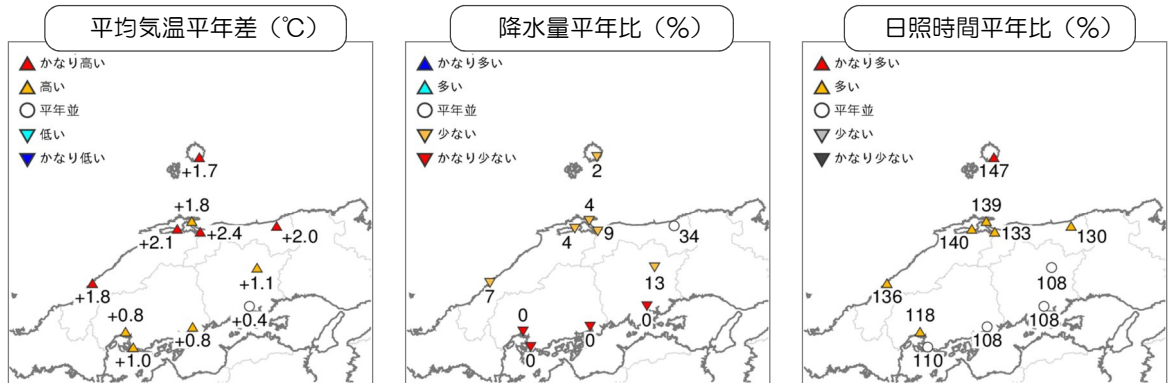 平均気温平年差（℃）
かなり高い
高い
平年並
低い
かなり低い
+1.7
+1.8
+2.1
+2.4
+2.0
+1.8
+1.1
+0.4
+0.8
+0.8
+1.0
降水量平年比（％）
かなり多い
多い
平年並
少ない
かなり少ない
2
4
4
9
34
7
13
0
0
0
0
日照時間平年比（％）
かなり多い
多い
平年並
少ない
かなり少ない
147
139
140
133
130
136
108
108
118
108
110